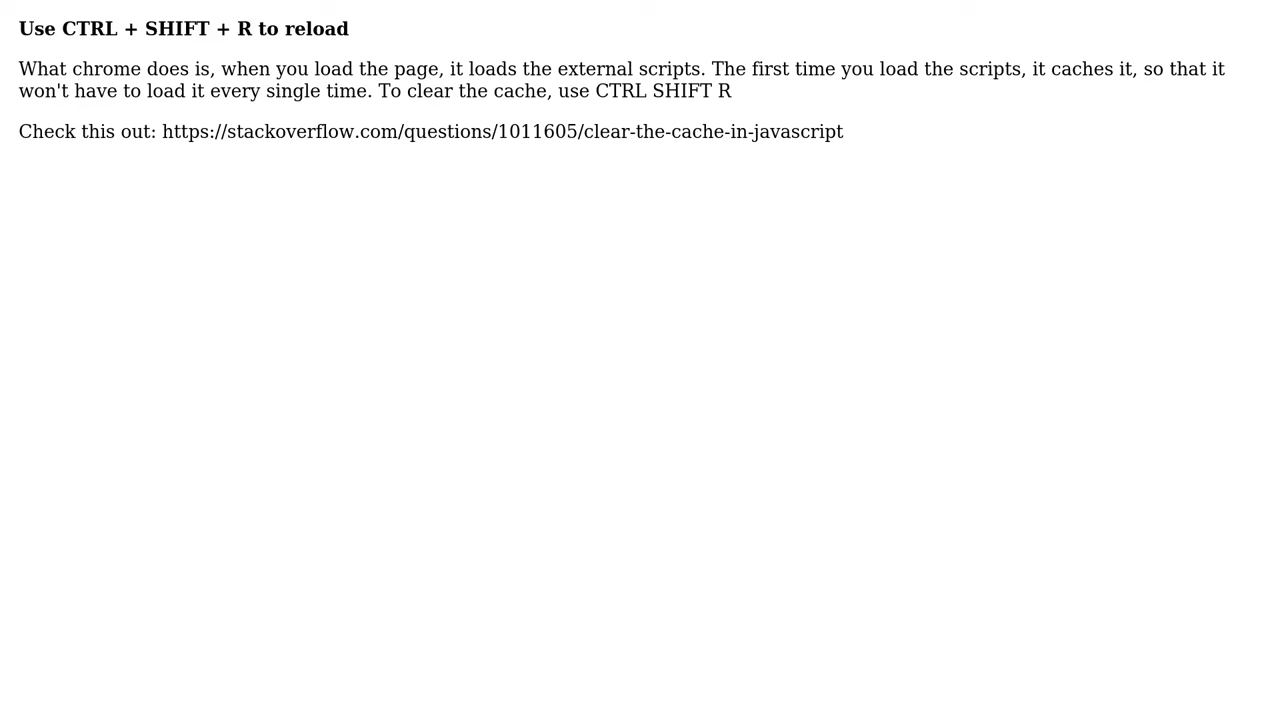 Use CTRL + SHIFT + R to reload
What chrome does is, when you load the page, it loads the external scripts. The first time you load the scripts, it caches it, so that it
won't have to load it every single time. To clear the cache, use CTRL SHIFT R
Check this out: https://stackoverflow.com/questions/1011605/clear-the-cache-in-javascript